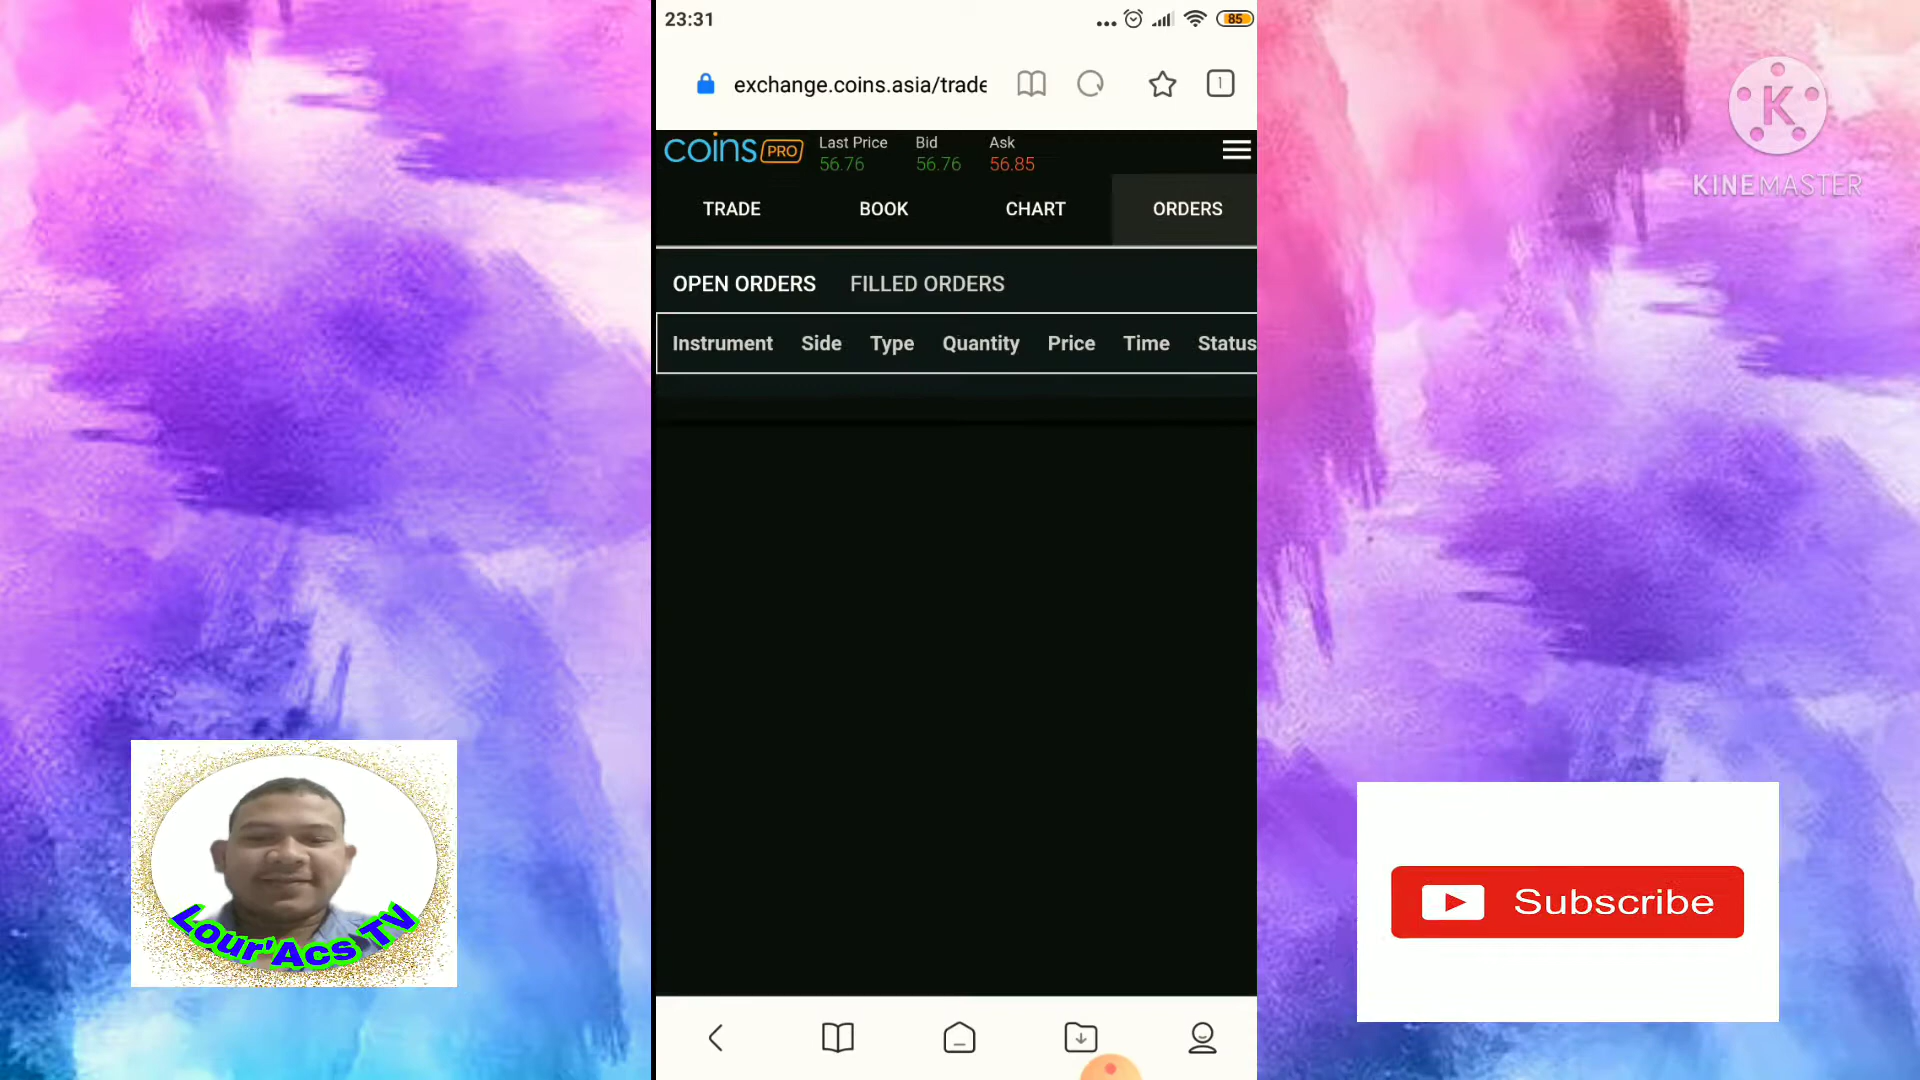 23:31
85
exchange.coins.asia/trade
1
coins PRO
Last Price Bid Ask
56.76 56.76 56.85
TRADE BOOK CHART ORDERS
OPEN ORDERS FILLED ORDERS
Instrument Side Type Quantity Price Time Status
K
KINEMASTER
Lour'Acs TV
Subscribe